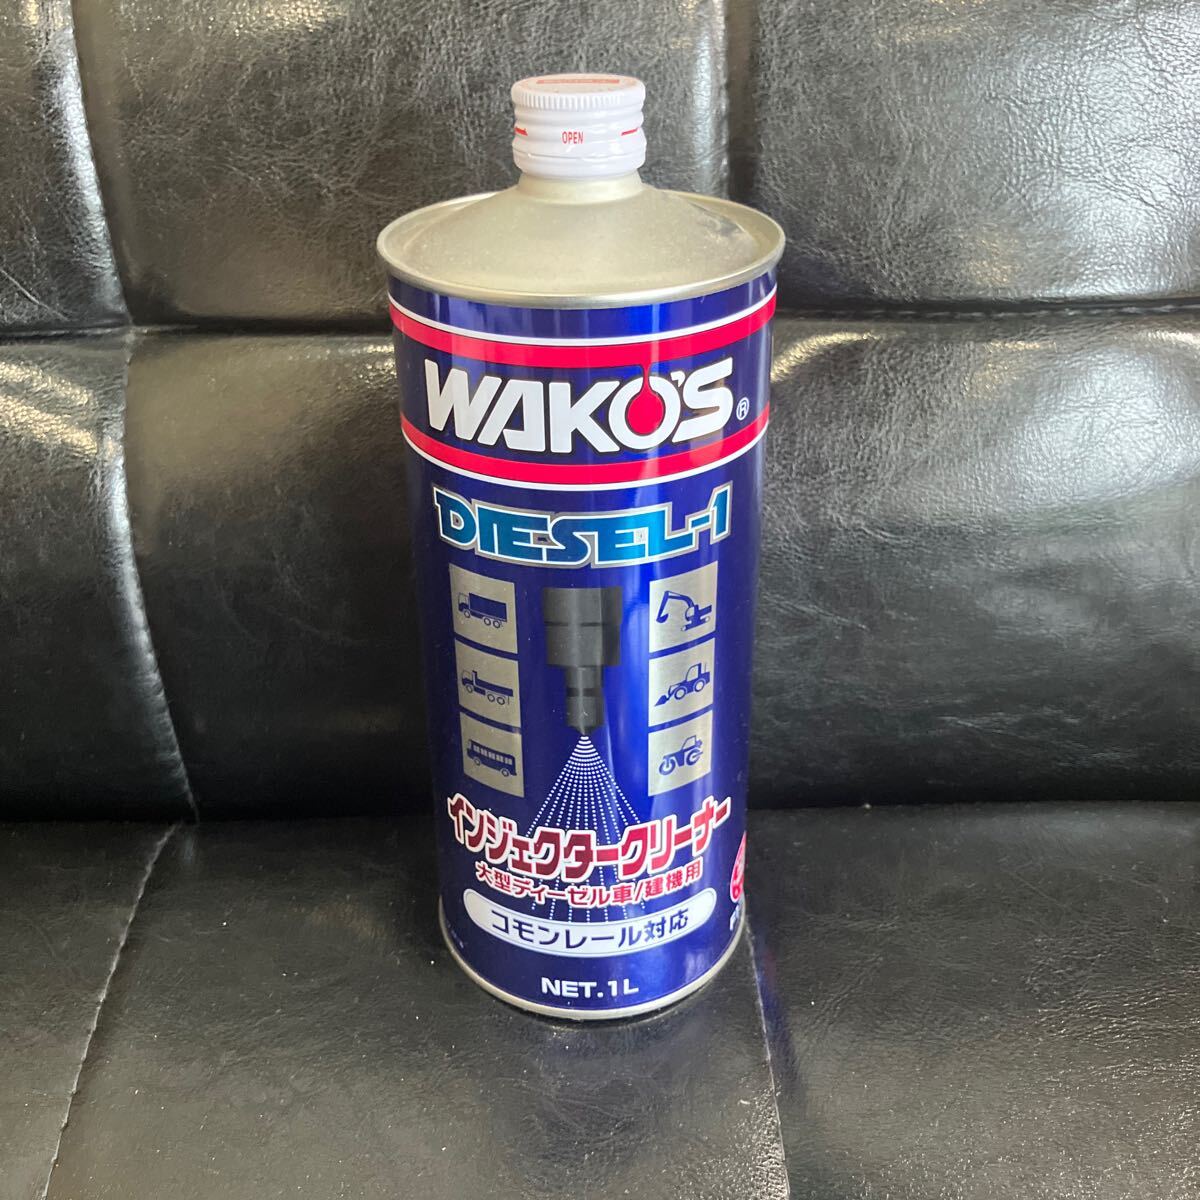 OPEN
WAKO'S®
DIESEL-1
インジェクタークリーナー
大型ディーゼル車/建機用
コモンレール対応
NET.1L